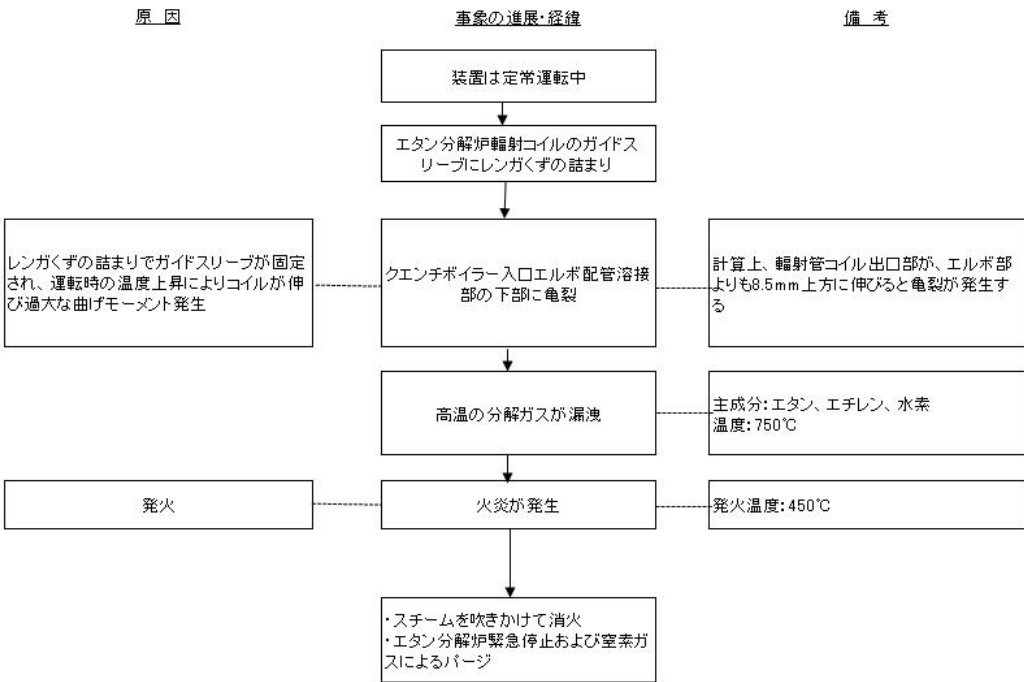 原　因
事象の進展・経緯
備　考
装置は定常運転中
エタン分解炉輻射コイルのガイドス
リーブにレンガくずの詰まり
レンガくずの詰まりでガイドスリーブが固定
され、運転時の温度上昇によりコイルが伸
び過大な曲げモーメント発生
クエンチボイラー入口エルボ配管溶接
部の下部に亀裂
計算上、輻射管コイル出口部が、エルボ部
よりも8.5mm上方に伸びると亀裂が発生す
る
高温の分解ガスが漏洩
主成分：エタン、エチレン、水素
温度：750℃
発火
火炎が発生
発火温度：450℃
・スチームを吹きかけて消火
・エタン分解炉緊急停止および窒素ガ
スによるパージ